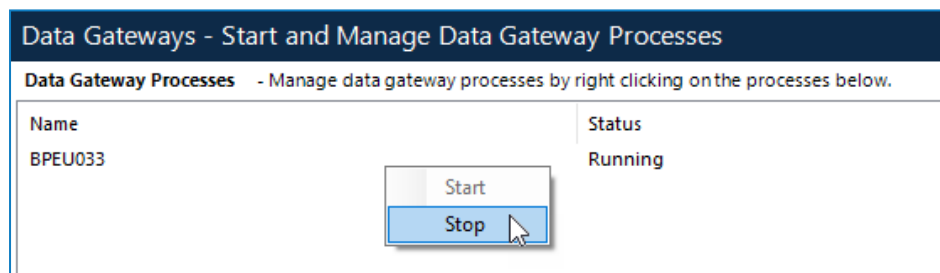 Data Gateways - Start and Manage Data Gateway Processes
Data Gateway Processes - Manage data gateway processes by right clicking on the processes below.
Name Status
BPEU033 Running
Start
Stop